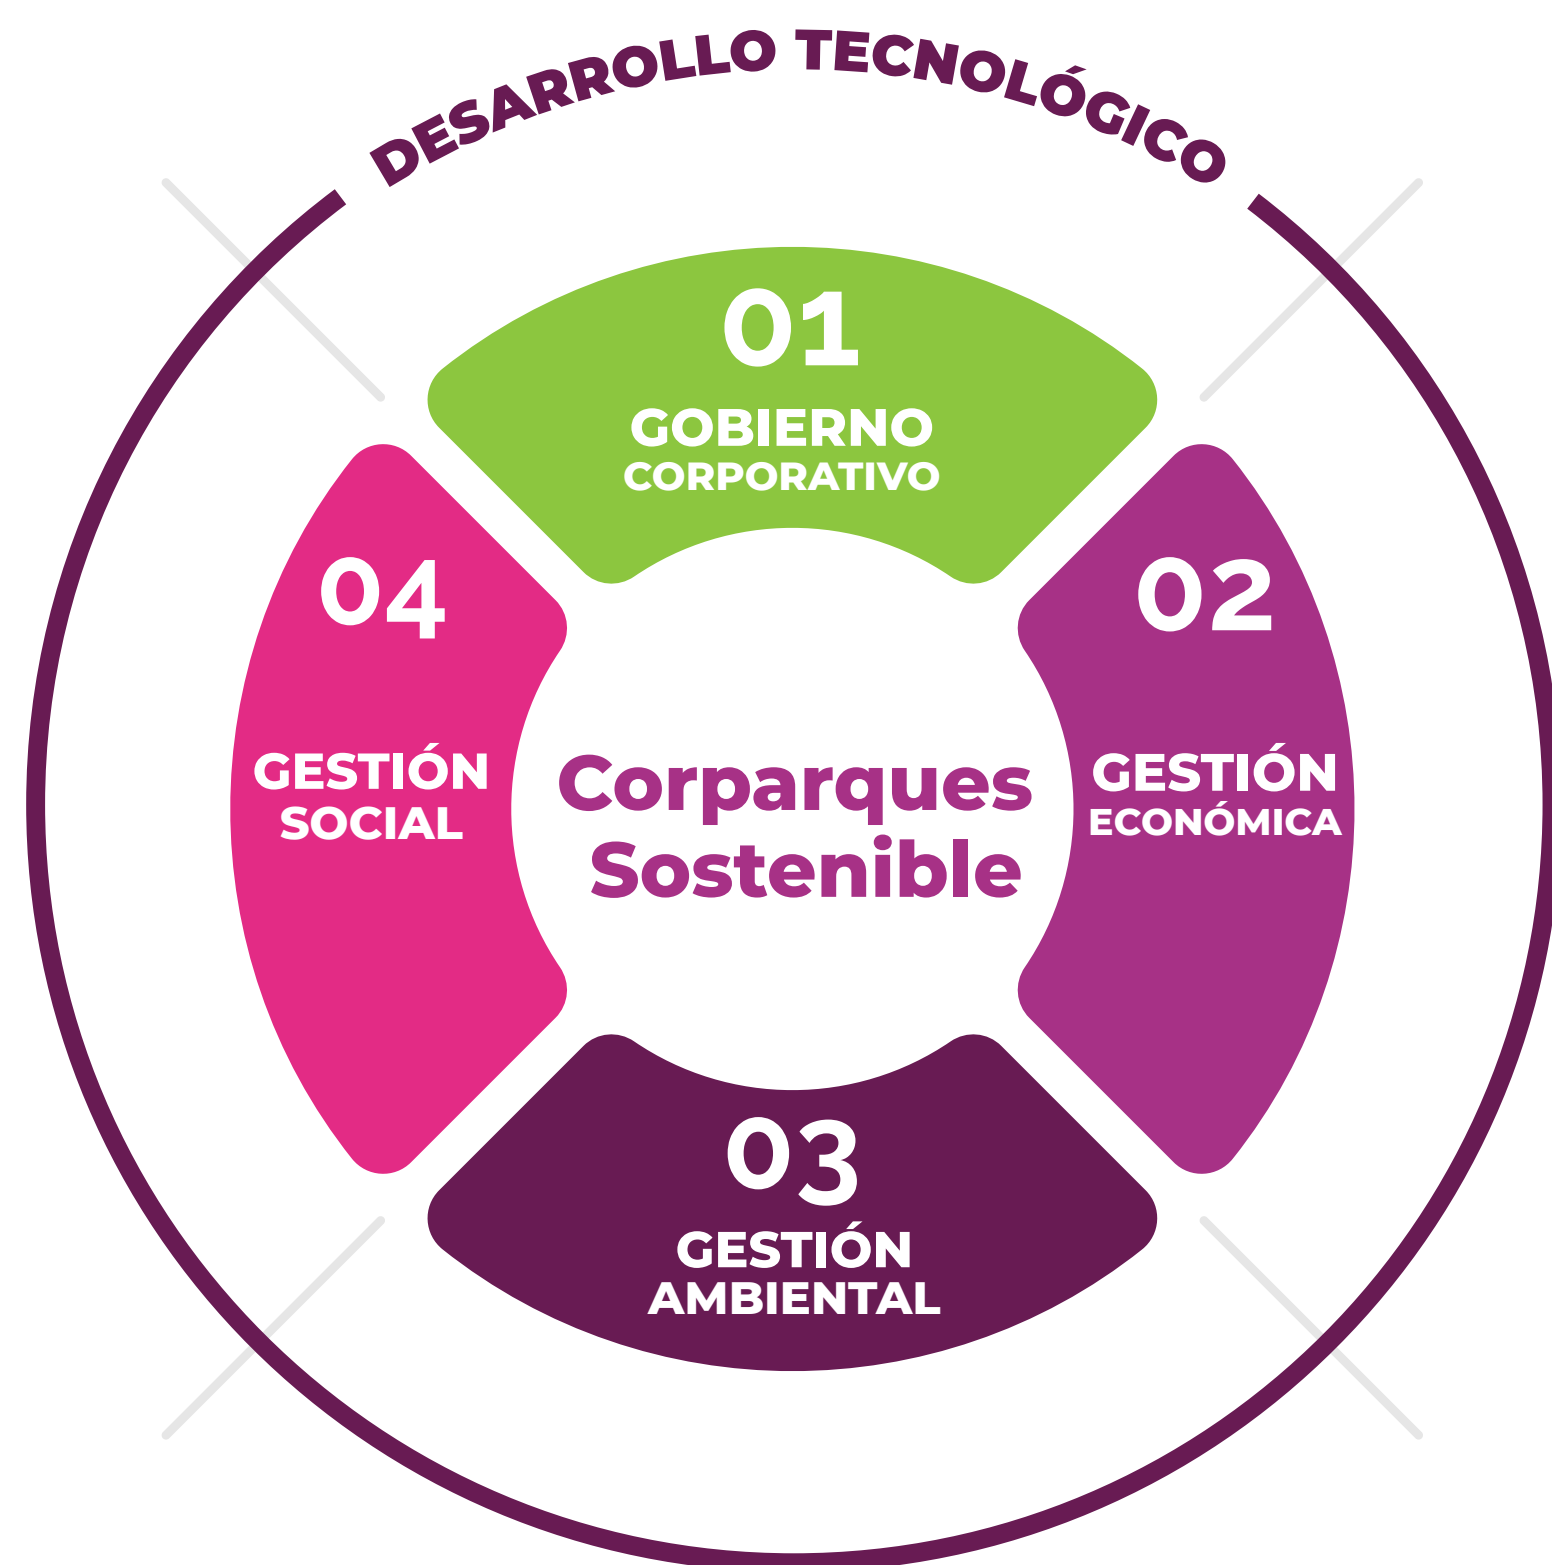 DESARROLLO TECNOLÓGICO
01
GOBIERNO
CORPORATIVO
02
GESTIÓN
ECONÓMICA
03
GESTIÓN
AMBIENTAL
04
GESTIÓN
SOCIAL
Corparques
Sostenible